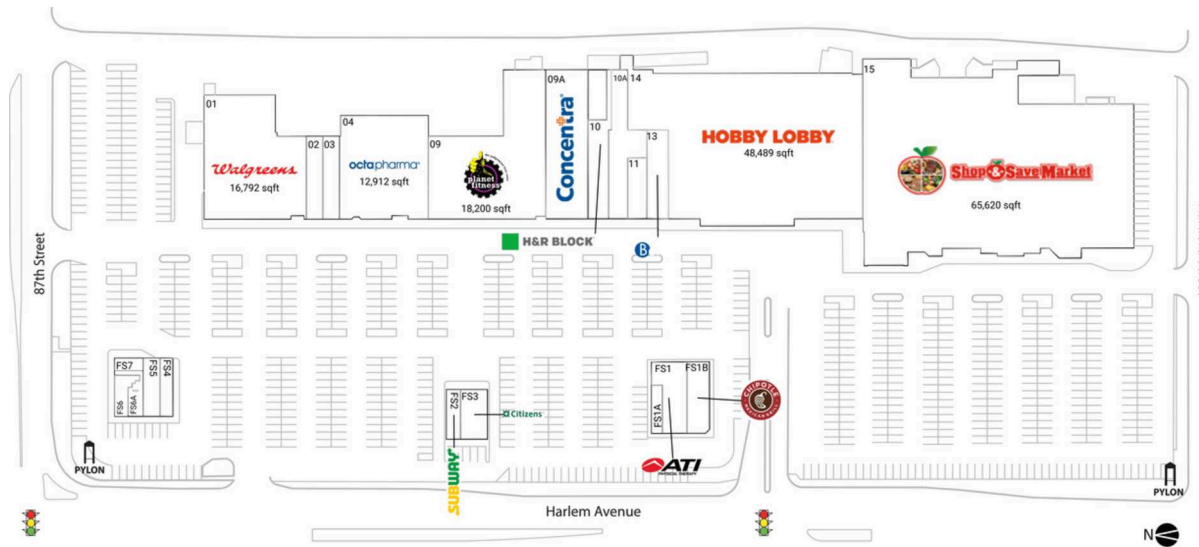 01
Walgreens
16,792 sqft
02
03
04
octapharma
12,912 sqft
09
planet
fitness
18,200 sqft
09A
Concentra
10
10A
11
13
14
HOBBY LOBBY
48,489 sqft
15
Shop & Save Market
65,620 sqft
H&R BLOCK
B
87th Street
FS7
FS6
FS6A
FS5
FS4
FS2
FS3
Citizens
SUBWAY
FS1
FS1A
FS1B
CHIPOTLE
ATI
PHYSICAL THERAPY
PYLON
PYLON
Harlem Avenue
N